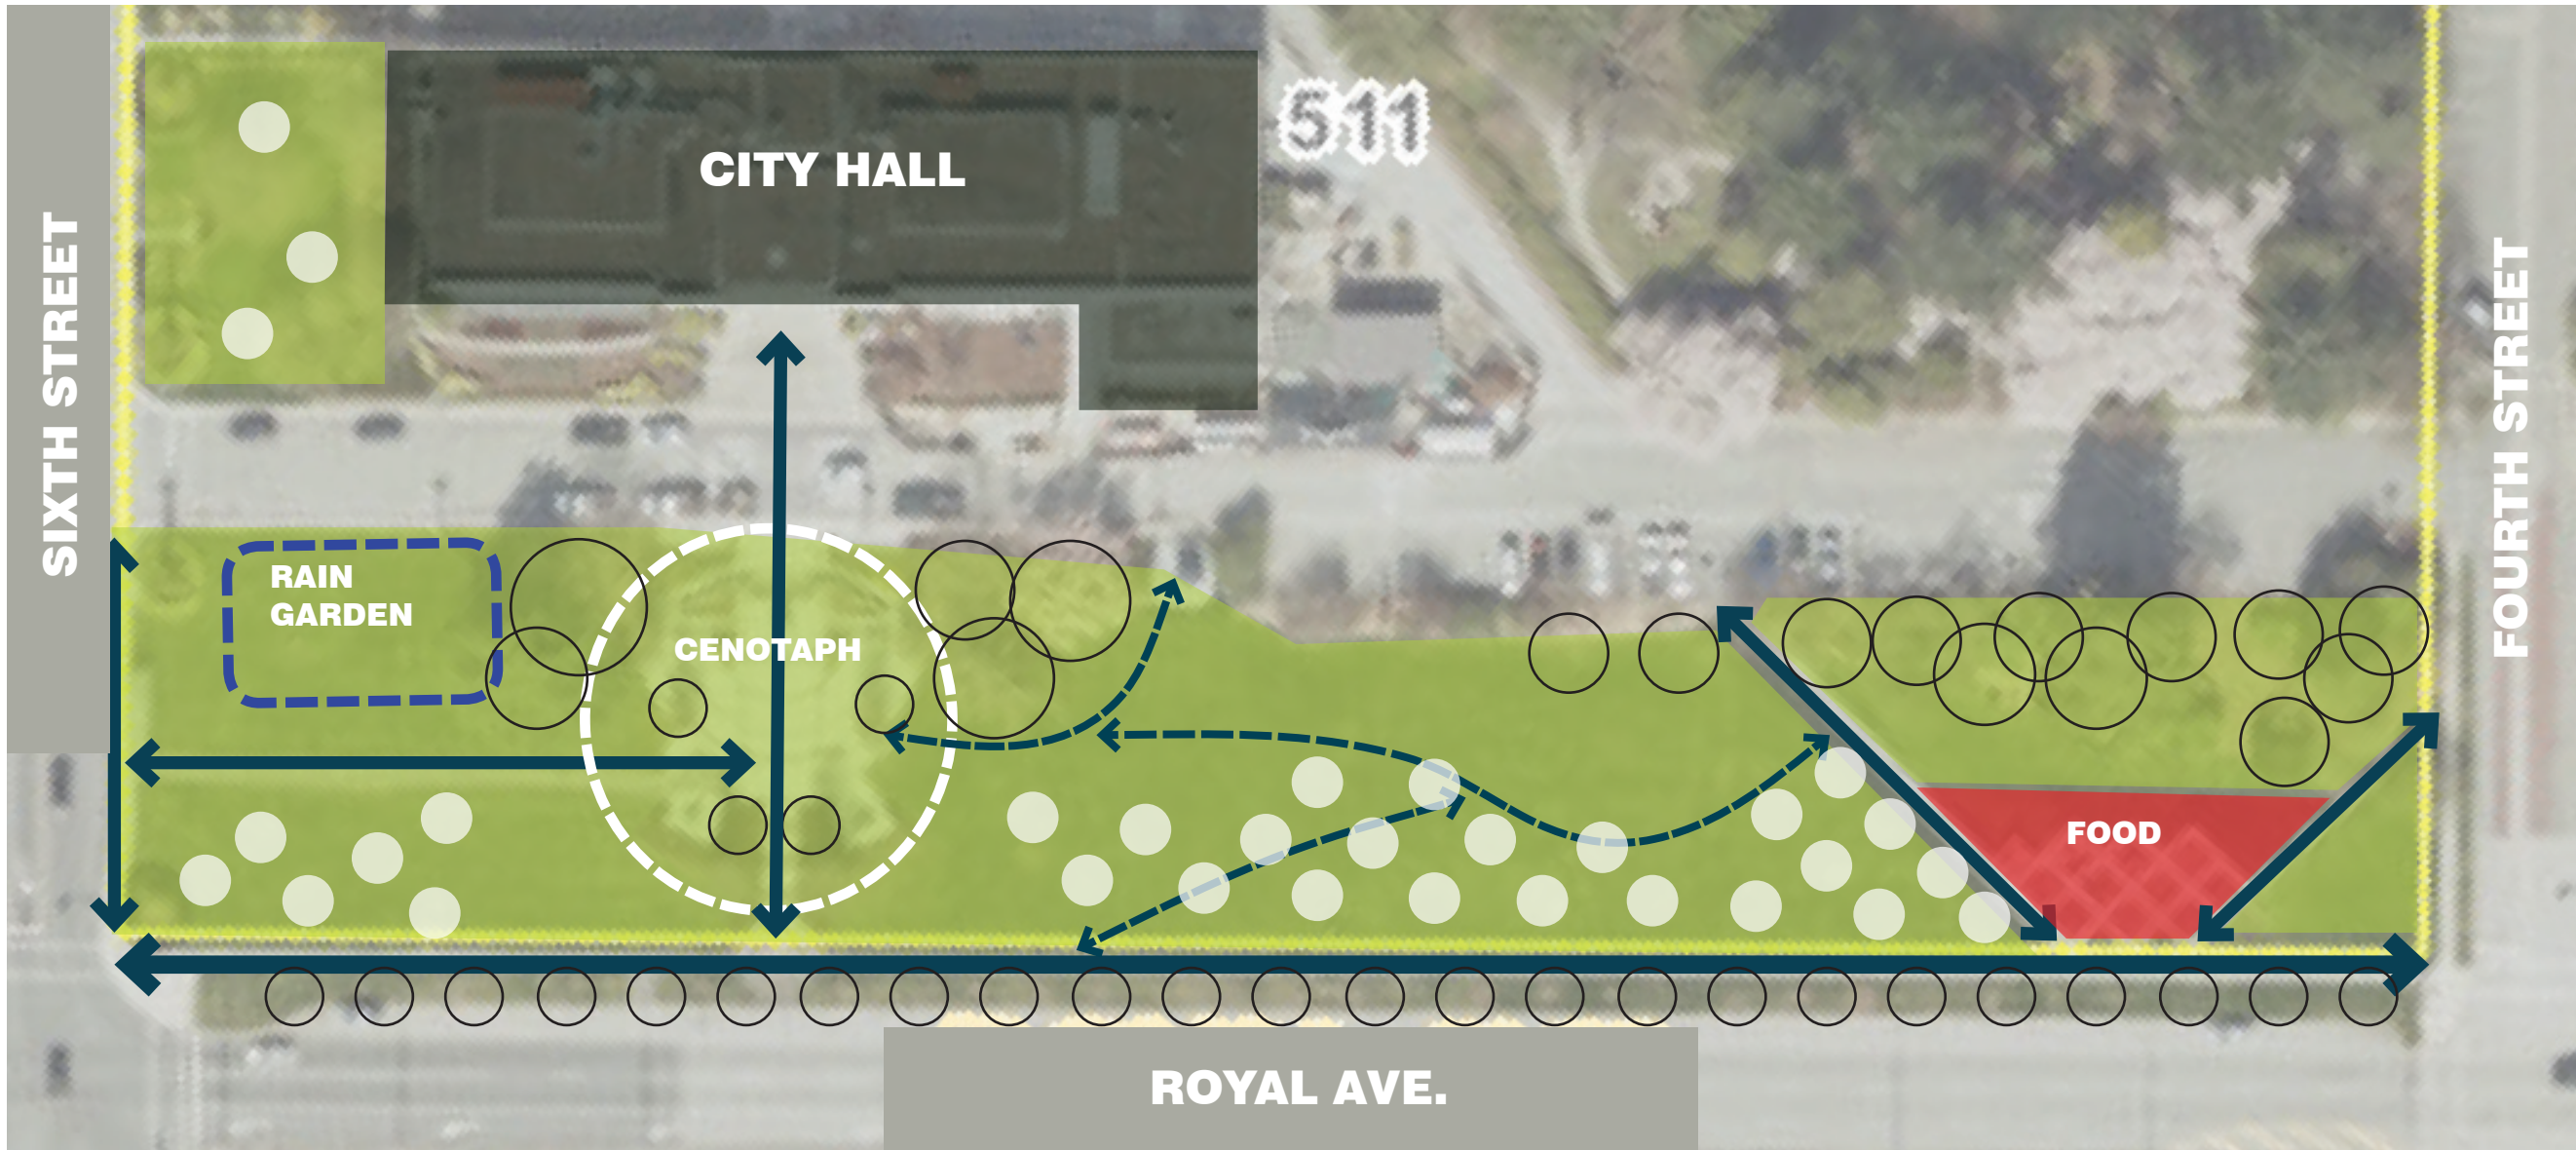 511
CITY HALL
SIXTH STREET
FOURTH STREET
RAIN
GARDEN
CENOTAPH
FOOD
ROYAL AVE.